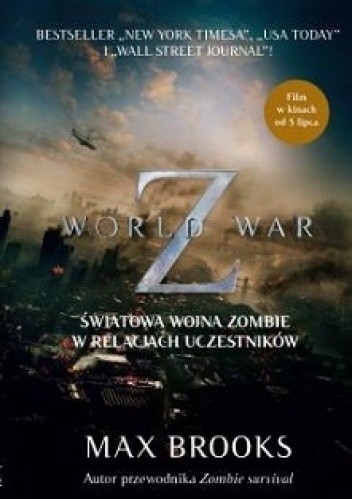 BESTSELLER „NEW YORK TIMESA”, „USA TODAY”
I „WALL STREET JOURNAL”!
Film
w kinach
od 5 lipca
WORLD WAR
Z
ŚWIATOWA WOJNA ZOMBIE
W RELACJACH UCZESTNIKÓW
MAX BROOKS
Autor przewodnika Zombie survival